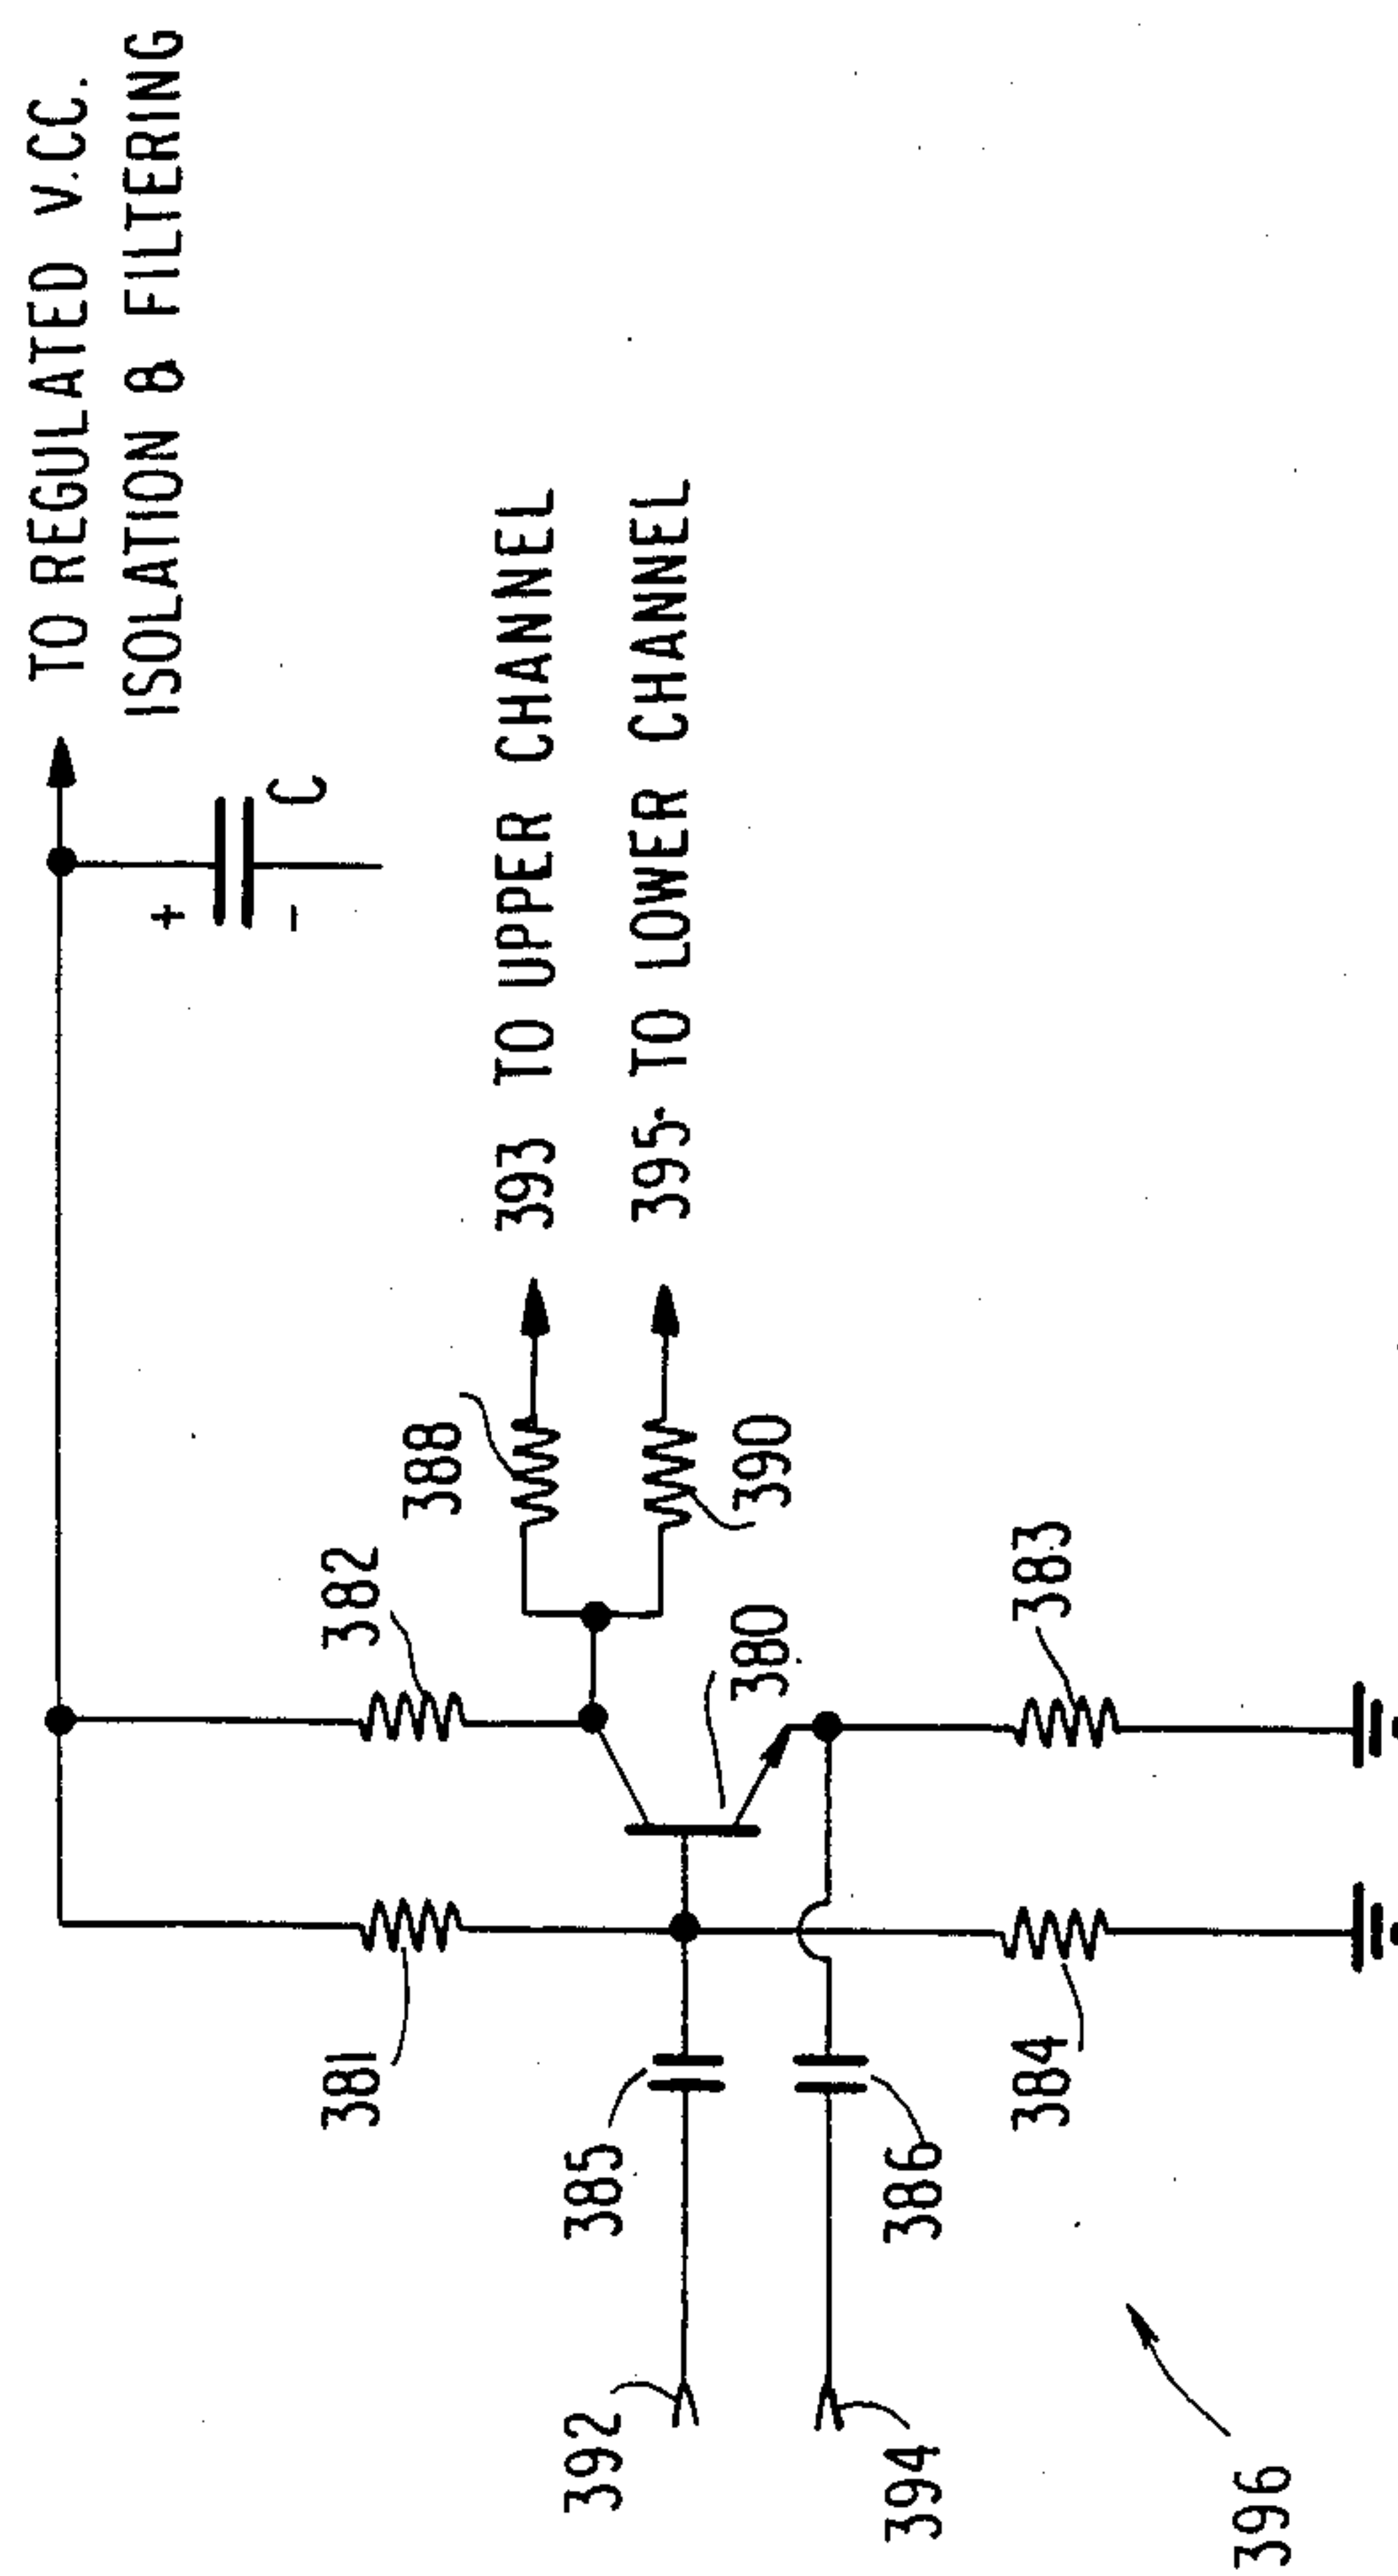 TO REGULATED V.CC.
ISOLATION & FILTERING
+
C
-
393 TO UPPER CHANNEL
395 TO LOWER CHANNEL
388
390
382
380
383
381
384
385
386
392
394
396